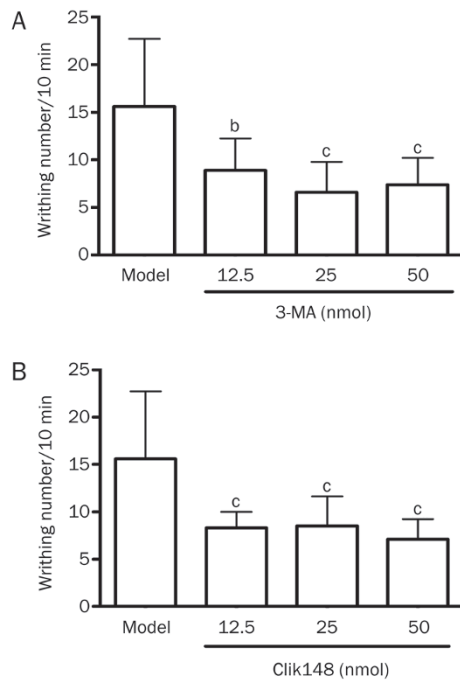 A
Writhing number/10 min
25
20
15
10
5
0
b
c
c
Model
12.5
25
50
3-MA (nmol)
B
Writhing number/10 min
25
20
15
10
5
0
c
c
c
Model
12.5
25
50
Clik148 (nmol)